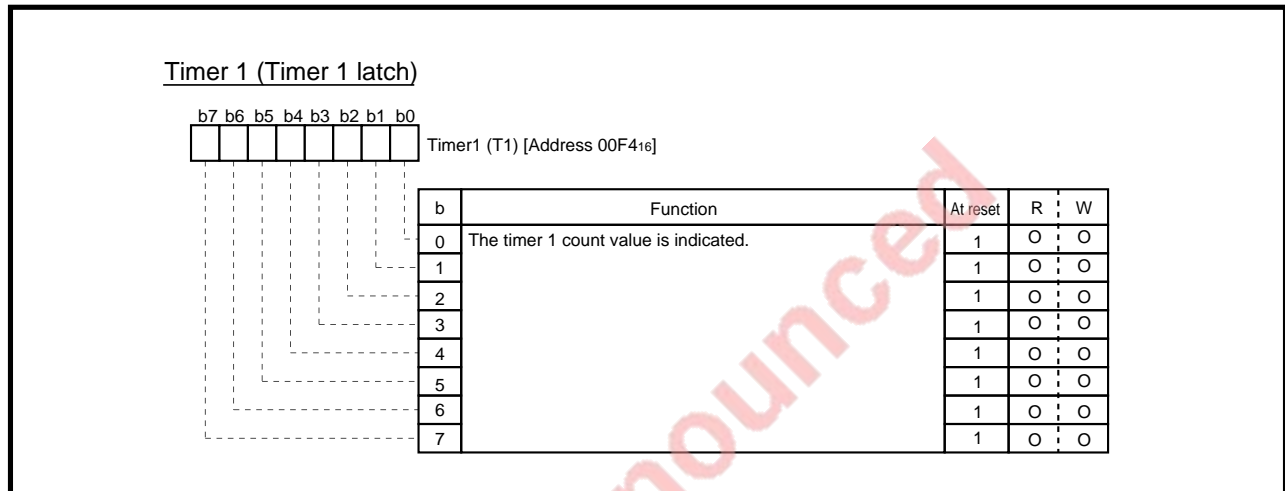 Timer 1 (Timer 1 latch)
b7 b6 b5 b4 b3 b2 b1 b0
Timer1 (T1) [Address 00F416]
b Function At reset R W
0 The timer 1 count value is indicated. 1 O O
1 1 O O
2 1 O O
3 1 O O
4 1 O O
5 1 O O
6 1 O O
7 1 O O
nounced